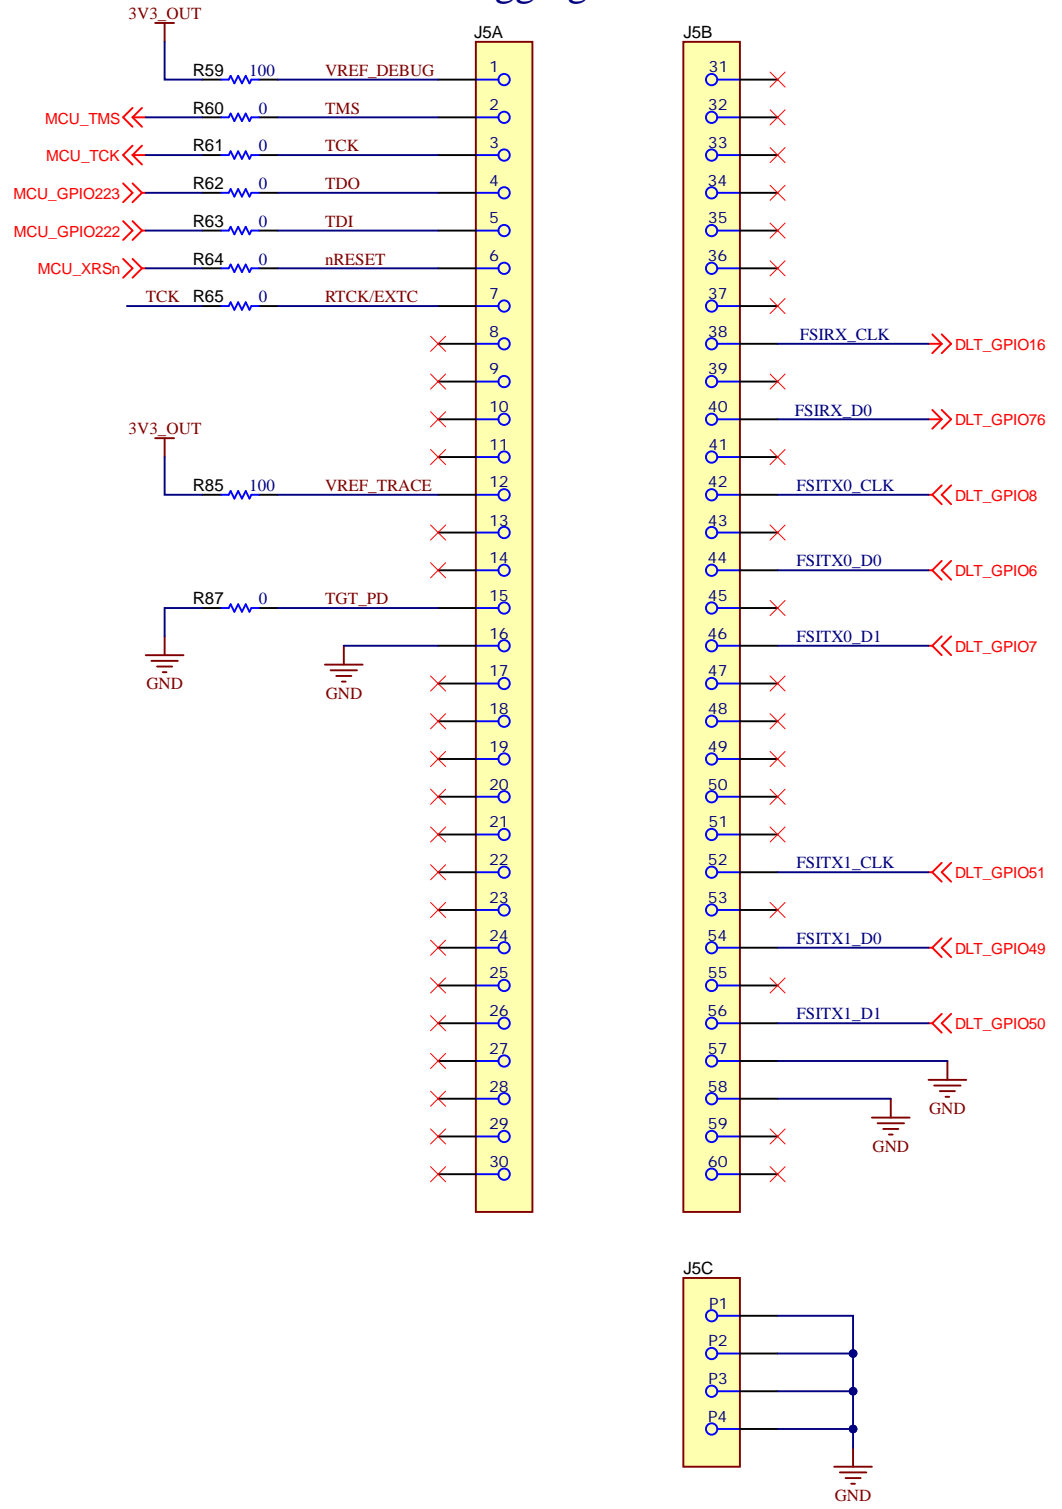 3V3_OUT
J5A
J5B
R59 100 VREF_DEBUG 1
31
MCU_TMS R60 0 TMS 2
32
MCU_TCK R61 0 TCK 3
33
MCU_GPIO223 R62 0 TDO 4
34
MCU_GPIO222 R63 0 TDI 5
35
MCU_XRSn R64 0 nRESET 6
36
TCK R65 0 RTCK/EXTC 7
37
8
38 FSIRX_CLK DLT_GPIO16
9
39
10
40 FSIRX_D0 DLT_GPIO76
3V3_OUT
11
41
R85 100 VREF_TRACE 12
42 FSITX0_CLK DLT_GPIO8
13
43
14
44 FSITX0_D0 DLT_GPIO6
R87 0 TGT_PD 15
45
16
46 FSITX0_D1 DLT_GPIO7
GND
GND
17
47
18
48
19
49
20
50
21
51
22
52 FSITX1_CLK DLT_GPIO51
23
53
24
54 FSITX1_D0 DLT_GPIO49
25
55
26
56 FSITX1_D1 DLT_GPIO50
27
57
GND
28
58
GND
29
59
30
60
J5C
P1
P2
P3
P4
GND